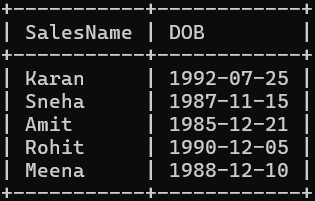 +-----------+------------+
| SalesName | DOB        |
+-----------+------------+
| Karan     | 1992-07-25 |
| Sneha     | 1987-11-15 |
| Amit      | 1985-12-21 |
| Rohit     | 1990-12-05 |
| Meena     | 1988-12-10 |
+-----------+------------+